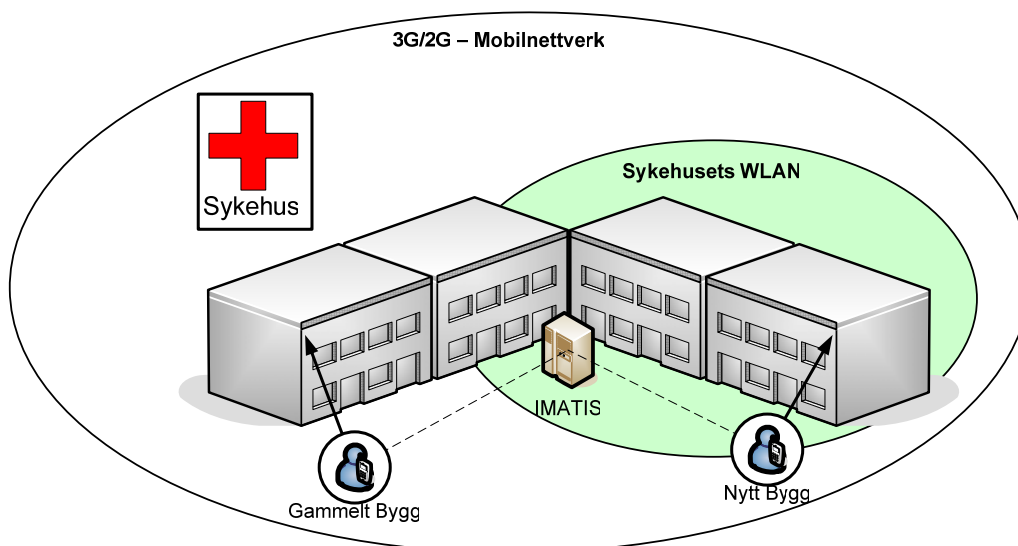 3G/2G – Mobilnettverk
Sykehus
Sykehusets WLAN
IMATIS
Gammelt Bygg
Nytt Bygg